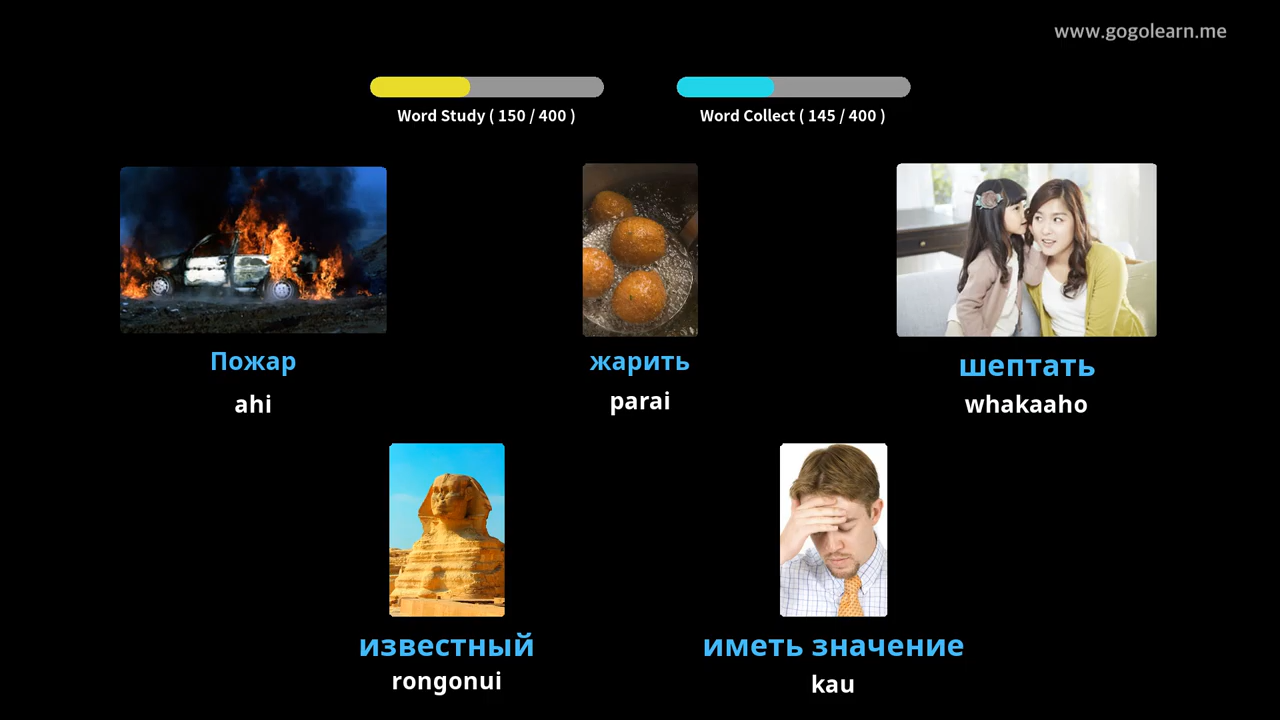 www.gogolearn.me
Word Study ( 150 / 400 )
Word Collect ( 145 / 400 )
Пожар
ahi
жарить
parai
шептать
whakaaho
известный
rongonui
иметь значение
kau